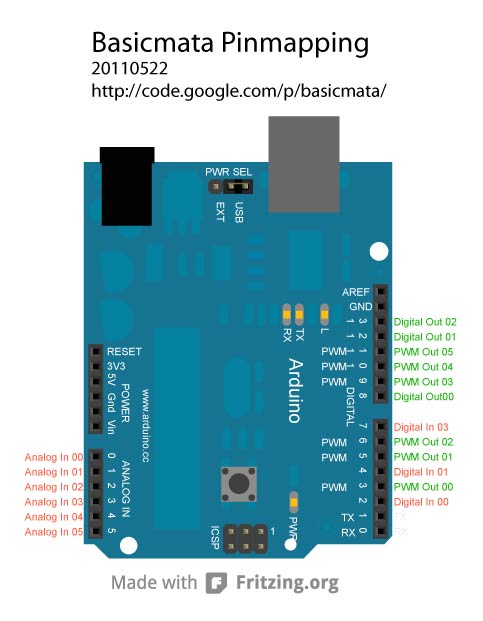 Basicmata Pinmapping
20110522
http://code.google.com/p/basicmata/
PWR SEL
EXT
USB
AREF
GND
RX
TX
L
13 Digital Out 02
12 Digital Out 01
PWM 11 PWM Out 05
PWM 10 PWM Out 04
PWM 9 PWM Out 03
8 Digital Out00
RESET
3V3
5V
Gnd
Vin
POWER
www.arduino.cc
Arduino
DIGITAL
7 Digital In 03
PWM 6 PWM Out 02
PWM 5 PWM Out 01
4 Digital In 01
PWM 3 PWM Out 00
2 Digital In 00
TX 1 TX
RX 0 RX
Analog In 00 0
Analog In 01 1
Analog In 02 2
Analog In 03 3
Analog In 04 4
Analog In 05 5
ANALOG IN
ICSP
1
PWR
Made with Fritzing.org